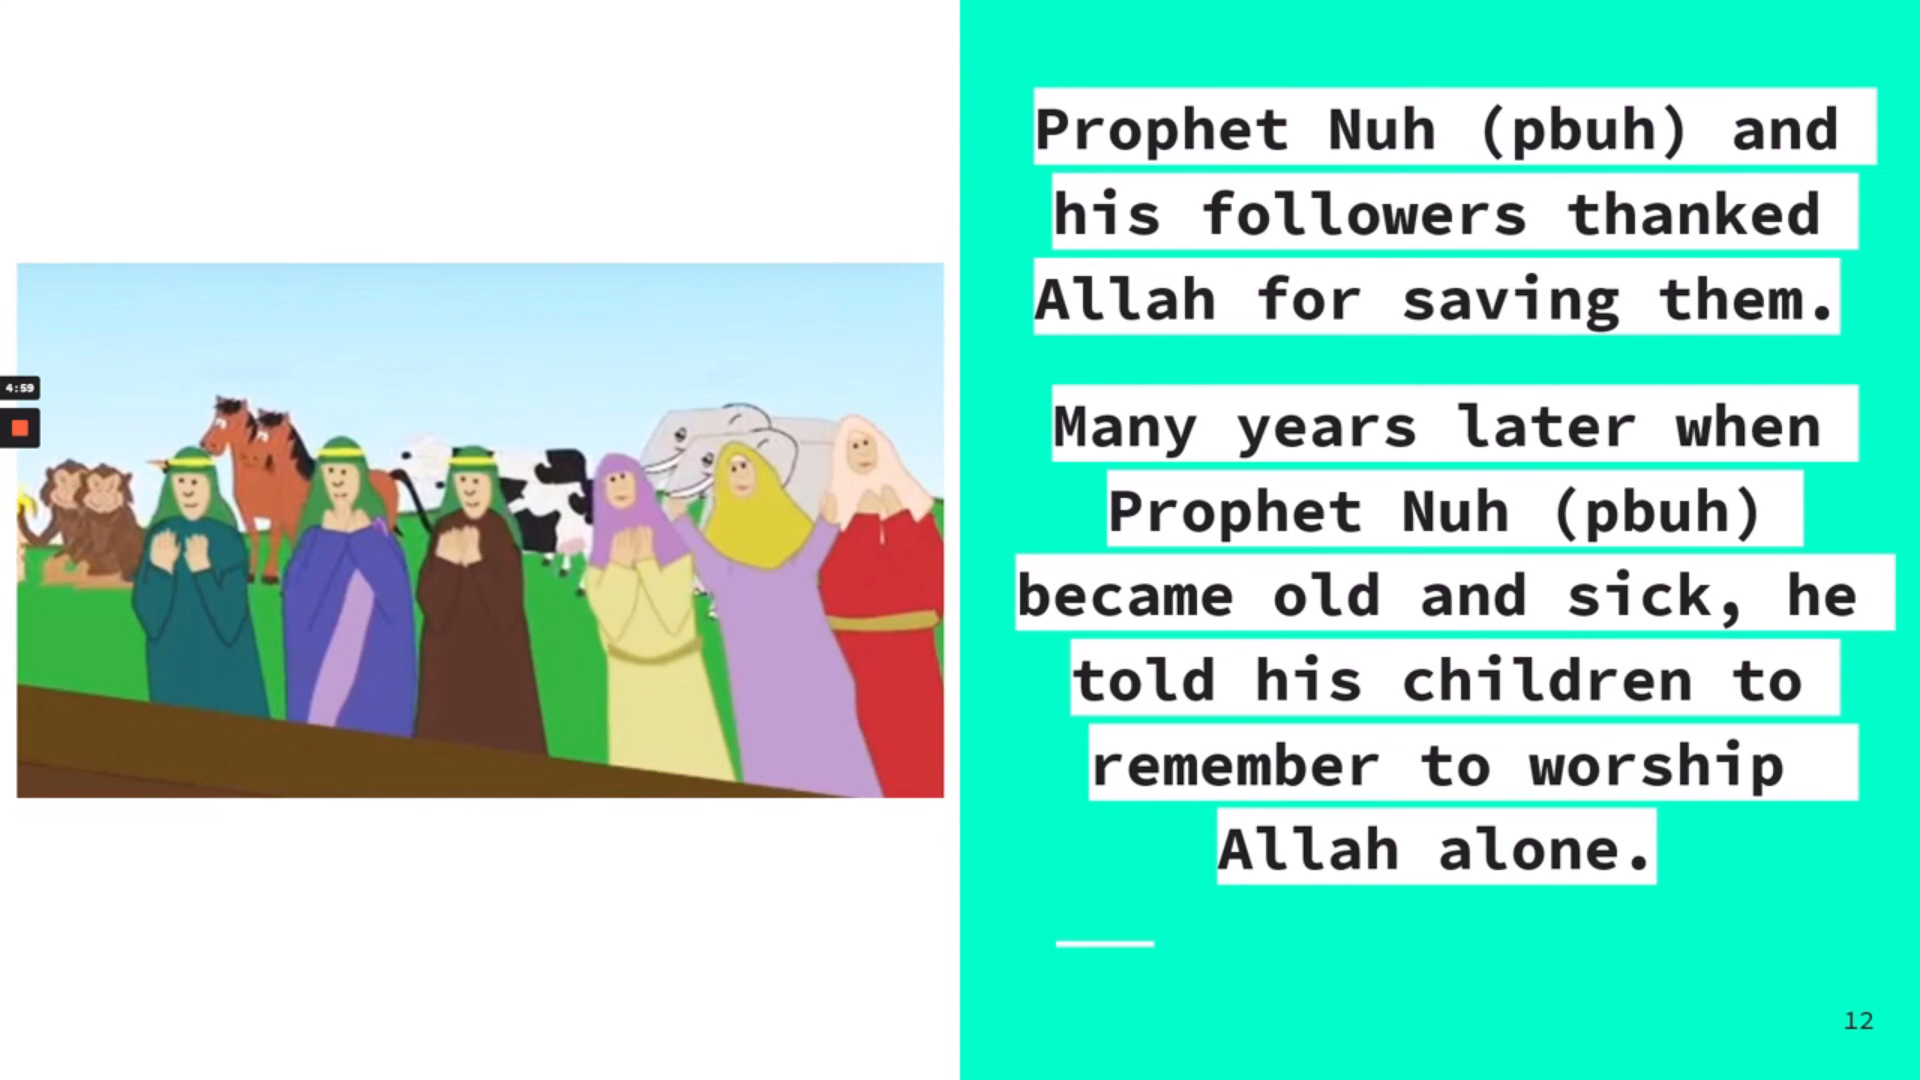 4:59
Prophet Nuh (pbuh) and
his followers thanked
Allah for saving them.
Many years later when
Prophet Nuh (pbuh)
became old and sick, he
told his children to
remember to worship
Allah alone.
12